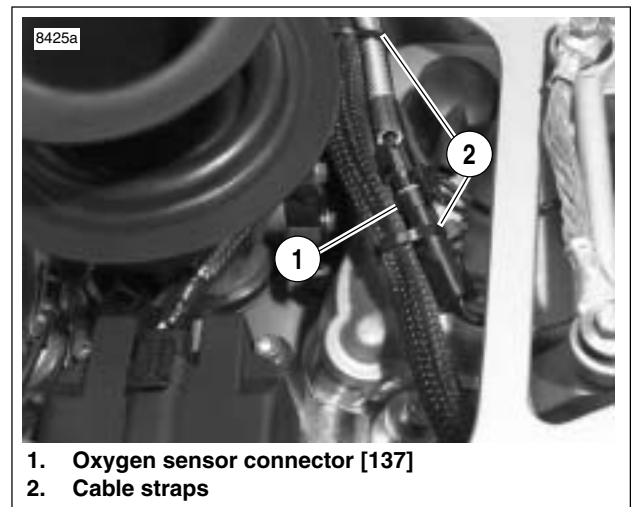 8425a
2
1
1. Oxygen sensor connector [137]
2. Cable straps